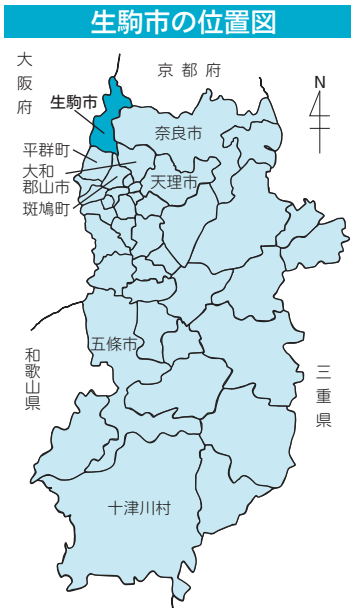 生駒市の位置図
大阪府
京都府
N
生駒市
奈良市
平群町
大和
郡山市
天理市
斑鳩町
五條市
和歌山県
三重県
十津川村